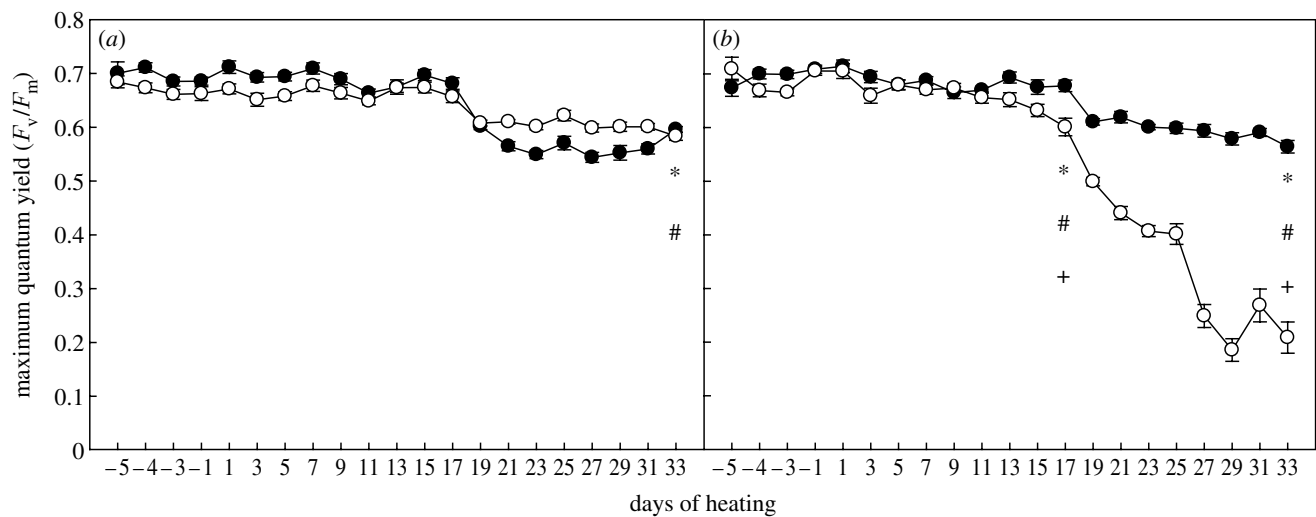 maximum quantum yield (Fv/Fm)
0.8
0.7
0.6
0.5
0.4
0.3
0.2
0.1
0
(a)
*
#
−5 −4 −3 −1 1 3 5 7 9 11 13 15 17 19 21 23 25 27 29 31 33
(b)
*
#
+
*
#
+
−5 −4 −3 −1 1 3 5 7 9 11 13 15 17 19 21 23 25 27 29 31 33
days of heating